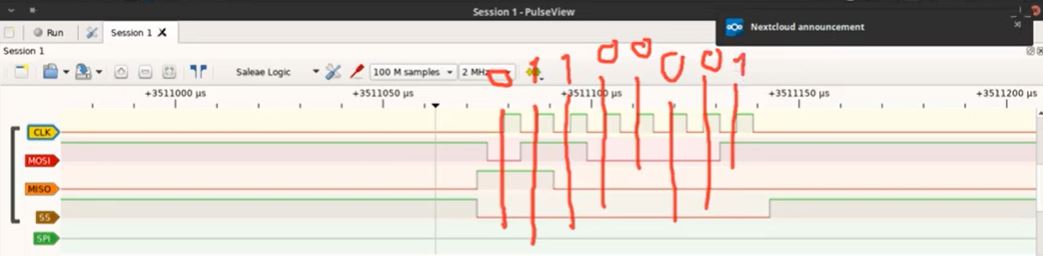 Session 1 - PulseView
Nextcloud announcement
Run
Session 1
Session 1
Saleae Logic
100 M samples
2 MHz
0 1 1 0 0 0 0 1
+3511000 µs
+3511050 µs
+3511100 µs
+3511150 µs
+3511200 µs
CLK
MOSI
MISO
SS
SPI